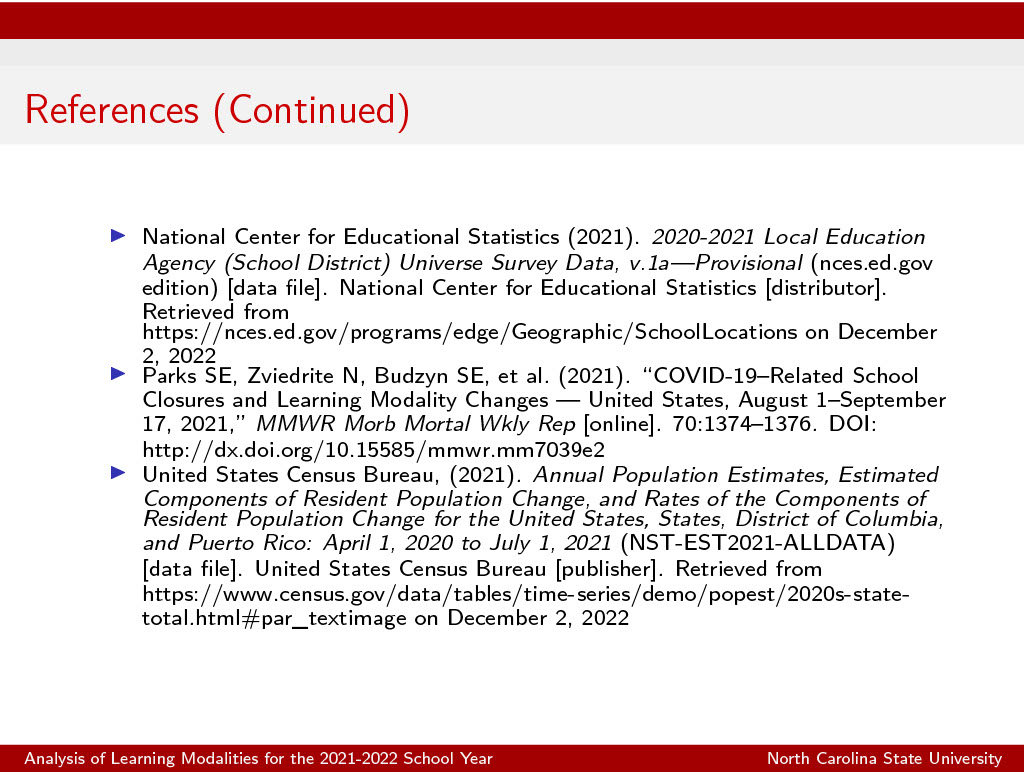 References (Continued)
National Center for Educational Statistics (2021). 2020-2021 Local Education
Agency (School District) Universe Survey Data, v.1a—Provisional (nces.ed.gov
edition) [data file]. National Center for Educational Statistics [distributor].
Retrieved from
https://nces.ed.gov/programs/edge/Geographic/SchoolLocations on December
2, 2022
Parks SE, Zviedrite N, Budzyn SE, et al. (2021). “COVID-19–Related School
Closures and Learning Modality Changes — United States, August 1–September
17, 2021,” MMWR Morb Mortal Wkly Rep [online]. 70:1374–1376. DOI:
http://dx.doi.org/10.15585/mmwr.mm7039e2
United States Census Bureau, (2021). Annual Population Estimates, Estimated
Components of Resident Population Change, and Rates of the Components of
Resident Population Change for the United States, States, District of Columbia,
and Puerto Rico: April 1, 2020 to July 1, 2021 (NST-EST2021-ALLDATA)
[data file]. United States Census Bureau [publisher]. Retrieved from
https://www.census.gov/data/tables/time-series/demo/popest/2020s-state-
total.html#par_textimage on December 2, 2022
Analysis of Learning Modalities for the 2021-2022 School Year
North Carolina State University